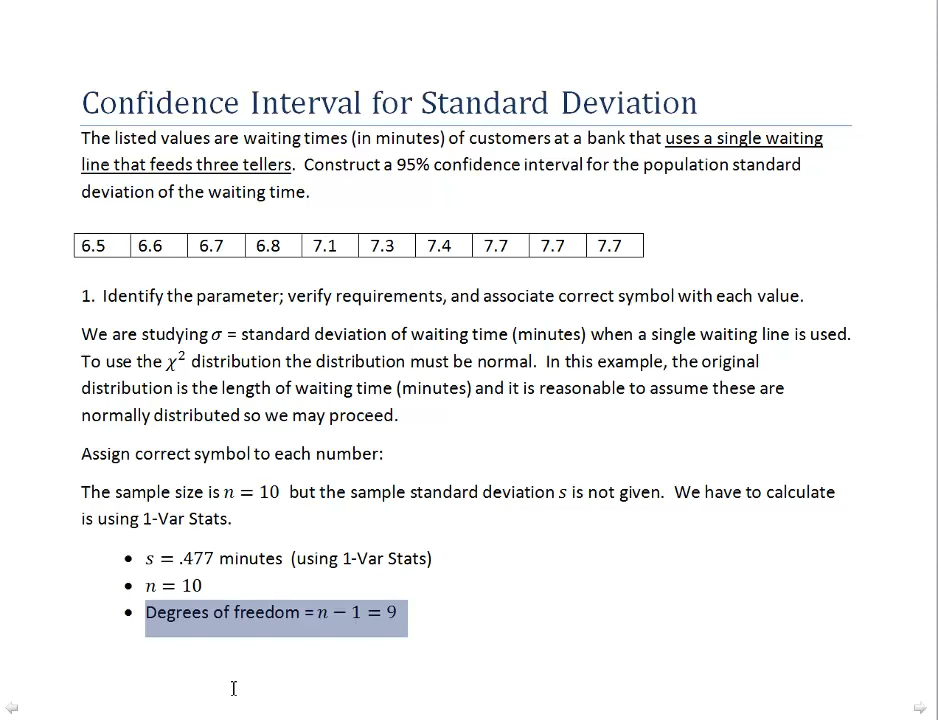 Confidence Interval for Standard Deviation
The listed values are waiting times (in minutes) of customers at a bank that uses a single waiting
line that feeds three tellers. Construct a 95% confidence interval for the population standard
deviation of the waiting time.
6.5 6.6 6.7 6.8 7.1 7.3 7.4 7.7 7.7 7.7
1. Identify the parameter; verify requirements, and associate correct symbol with each value.
We are studying σ = standard deviation of waiting time (minutes) when a single waiting line is used.
To use the χ² distribution the distribution must be normal. In this example, the original
distribution is the length of waiting time (minutes) and it is reasonable to assume these are
normally distributed so we may proceed.
Assign correct symbol to each number:
The sample size is n = 10 but the sample standard deviation s is not given. We have to calculate
is using 1-Var Stats.
• s = .477 minutes (using 1-Var Stats)
• n = 10
• Degrees of freedom = n − 1 = 9